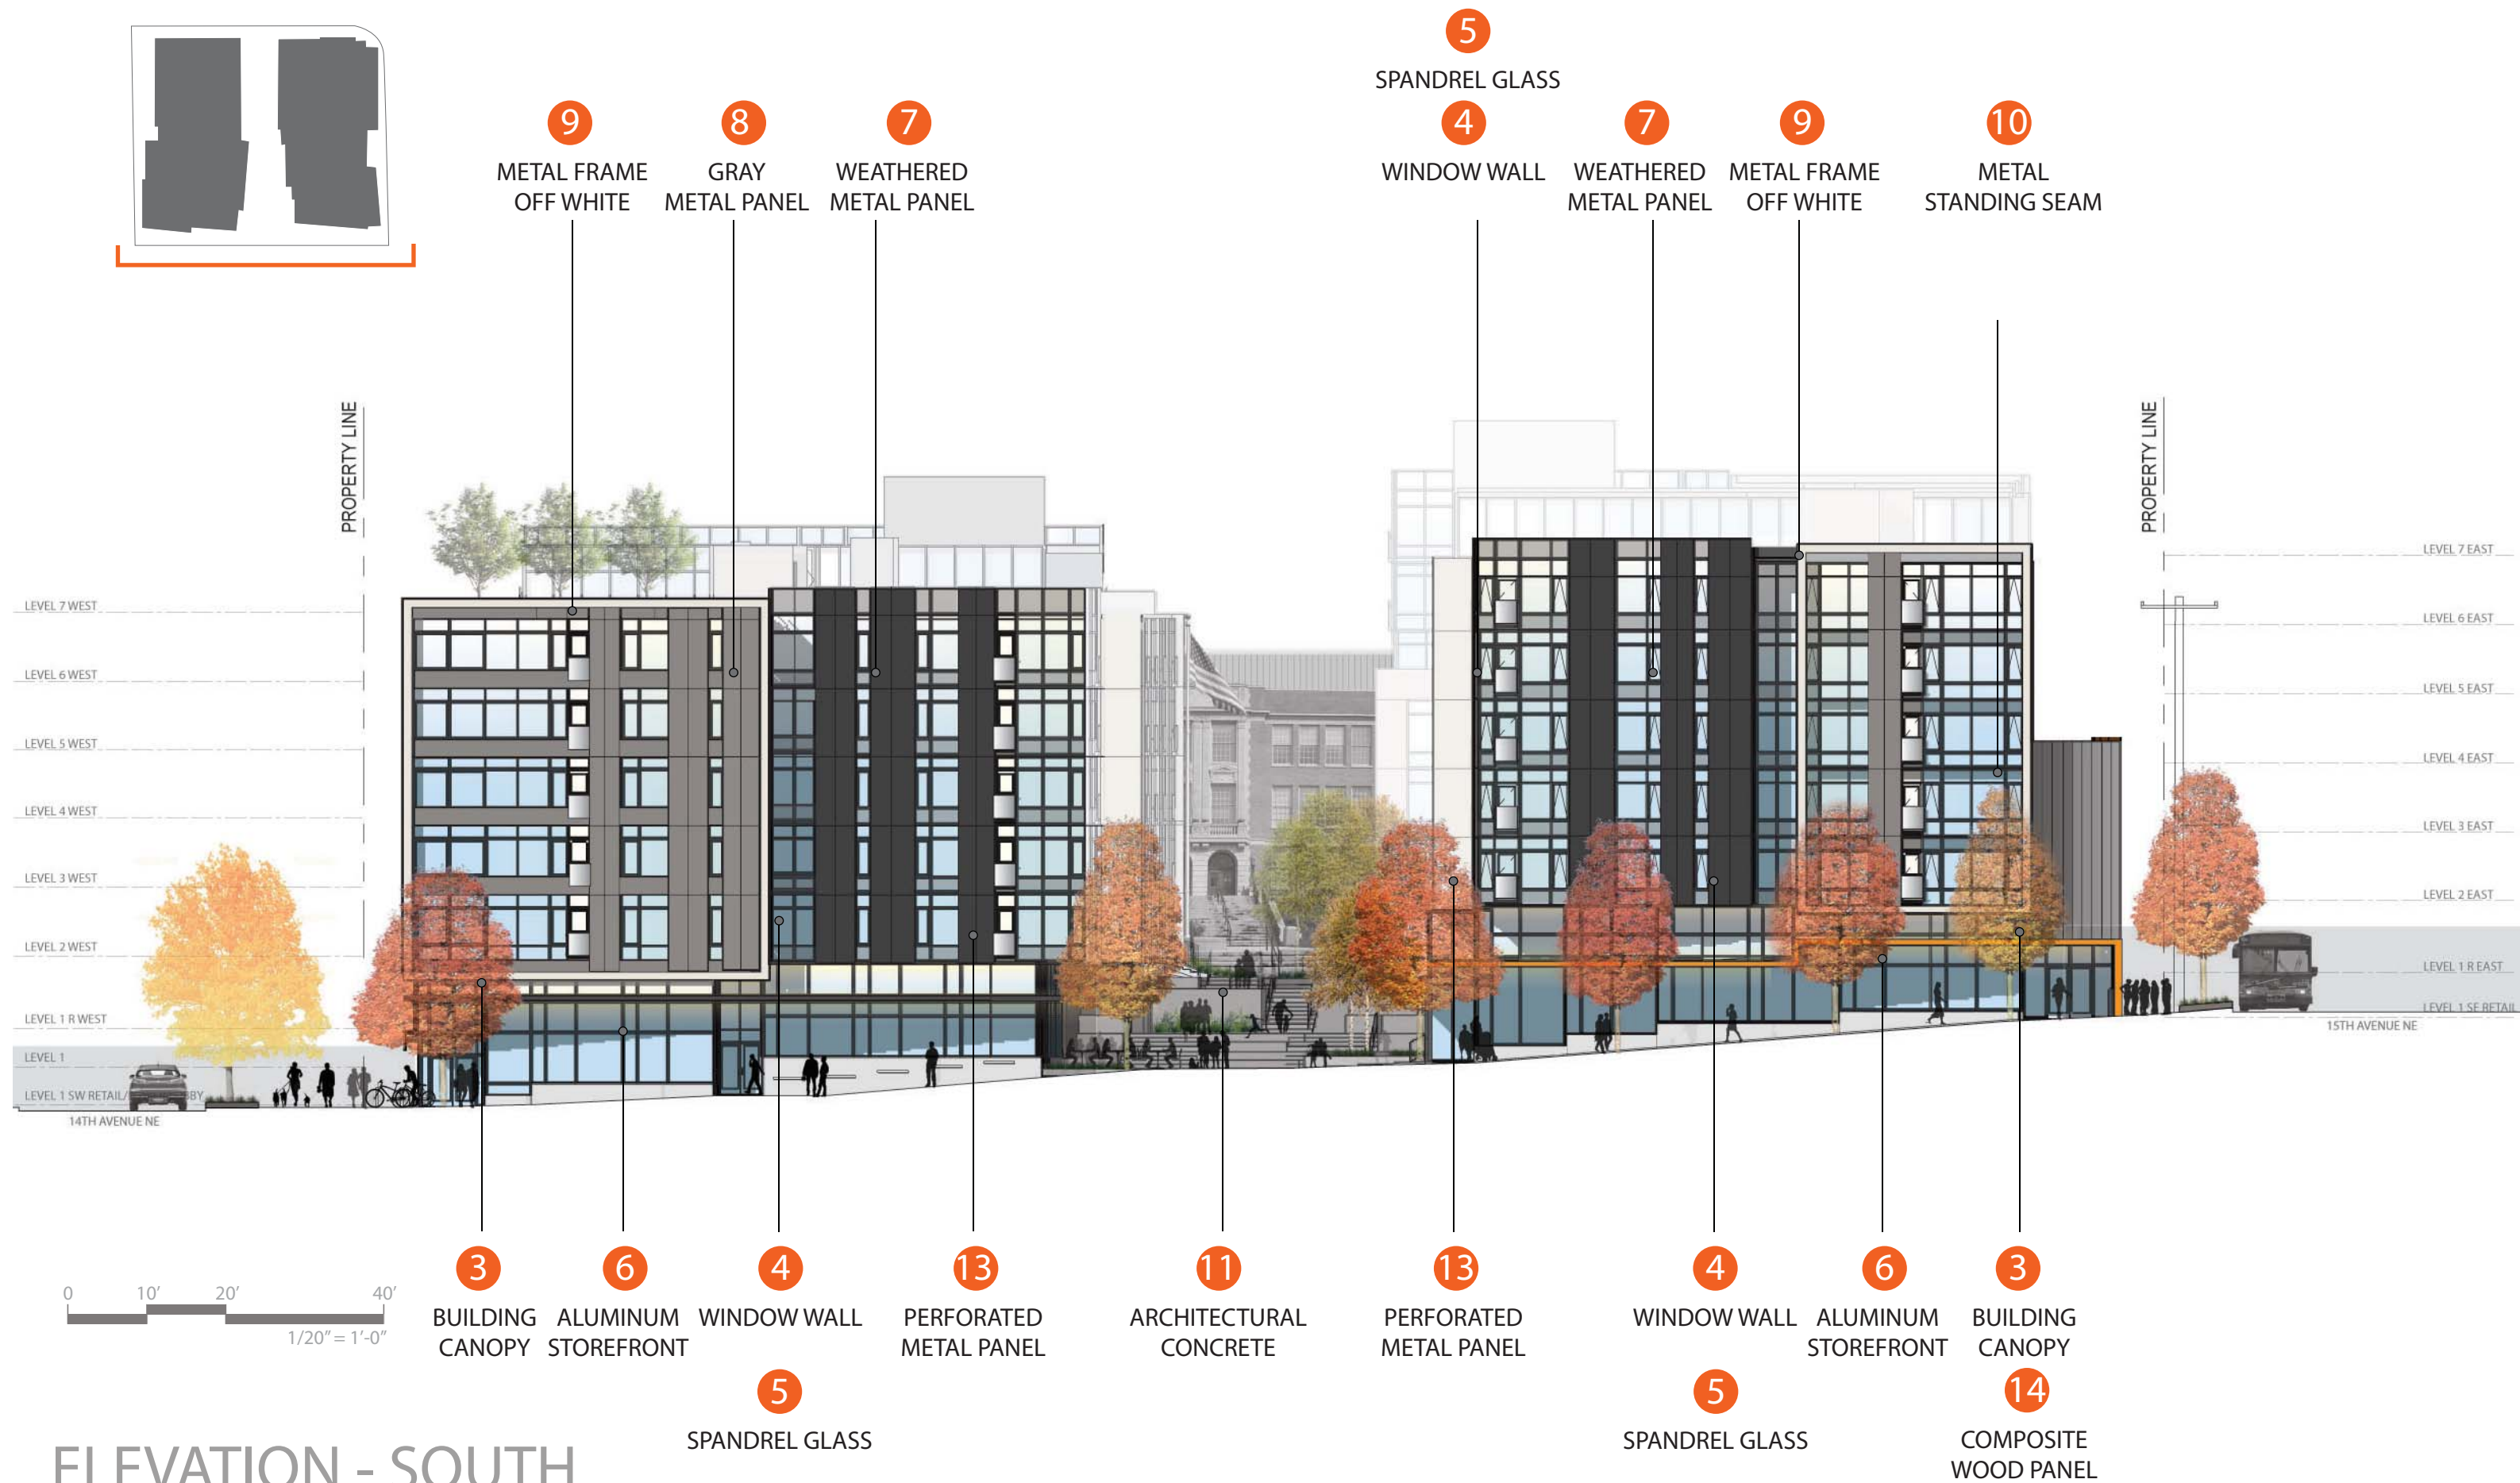 5
SPANDREL GLASS
9
METAL FRAME
OFF WHITE
8
GRAY
METAL PANEL
7
WEATHERED
METAL PANEL
4
WINDOW WALL
7
WEATHERED
METAL PANEL
9
METAL FRAME
OFF WHITE
10
METAL
STANDING SEAM
PROPERTY LINE
PROPERTY LINE
LEVEL 7 WEST
LEVEL 6 WEST
LEVEL 5 WEST
LEVEL 4 WEST
LEVEL 3 WEST
LEVEL 2 WEST
LEVEL 1 R WEST
LEVEL 1
LEVEL 1 SW RETAIL/
14TH AVENUE NE
LEVEL 7 EAST
LEVEL 6 EAST
LEVEL 5 EAST
LEVEL 4 EAST
LEVEL 3 EAST
LEVEL 2 EAST
LEVEL 1 R EAST
LEVEL 1 SE RETAIL
15TH AVENUE NE
0 10' 20' 40'
1/20" = 1'-0"
3
BUILDING
CANOPY
6
ALUMINUM
STOREFRONT
4
WINDOW WALL
5
SPANDREL GLASS
13
PERFORATED
METAL PANEL
11
ARCHITECTURAL
CONCRETE
13
PERFORATED
METAL PANEL
4
WINDOW WALL
5
SPANDREL GLASS
6
ALUMINUM
STOREFRONT
3
BUILDING
CANOPY
14
COMPOSITE
WOOD PANEL
ELEVATION - SOUTH